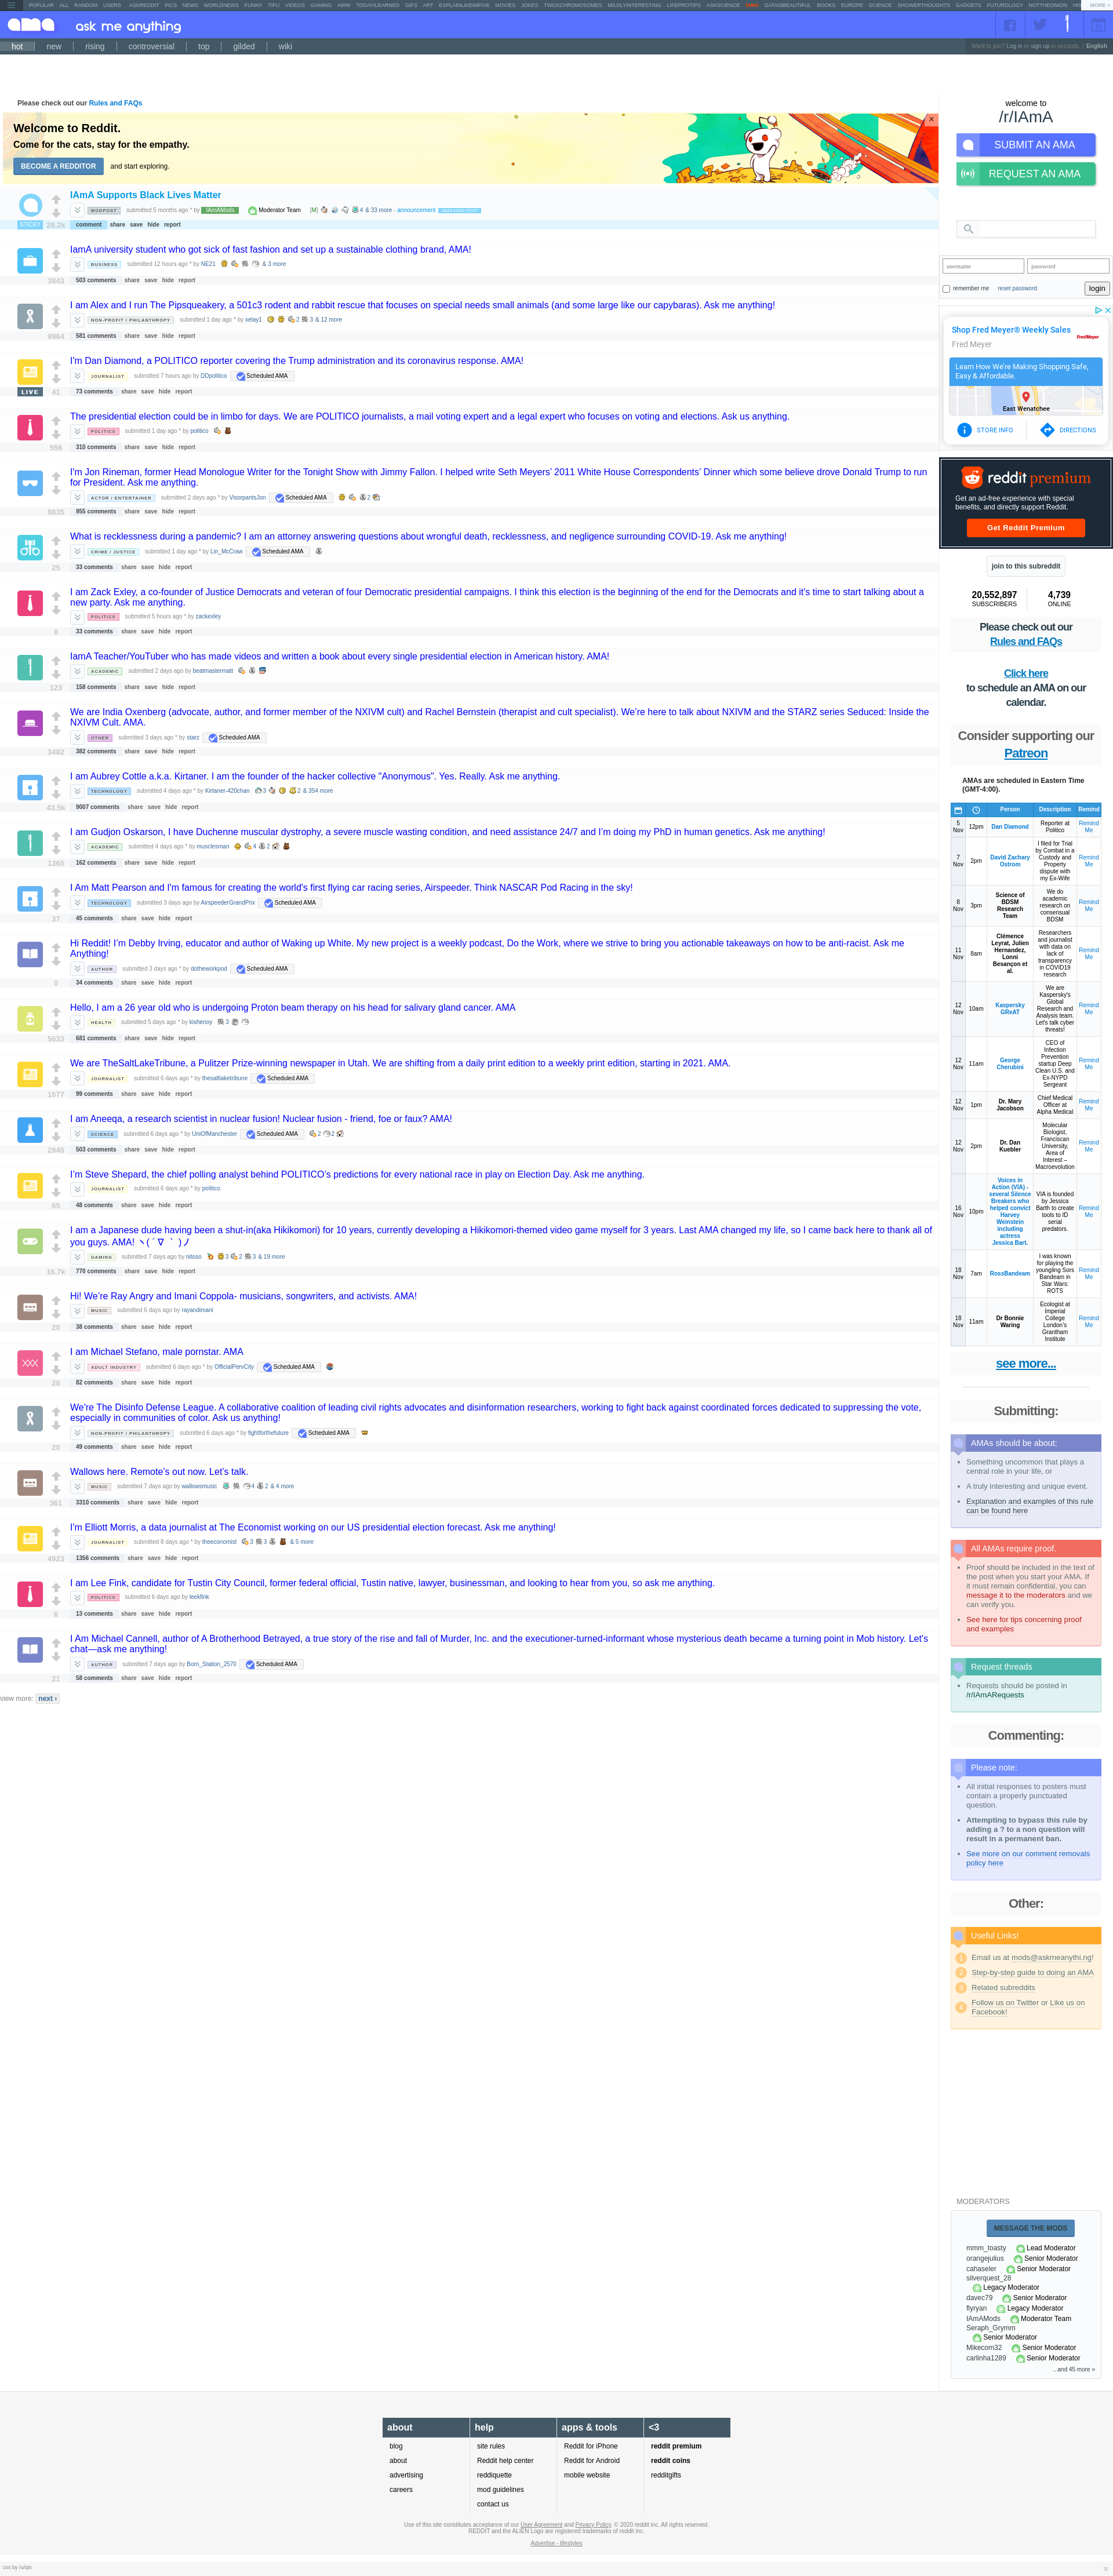 POPULAR ALL RANDOM USERS ASKREDDIT PICS NEWS WORLDNEWS FUNNY TIFU VIDEOS GAMING AWW TODAYILEARNED GIFS ART EXPLAINLIKEIMFIVE MOVIES JOKES TWOXCHROMOSOMES MILDLYINTERESTING LIFEPROTIPS ASKSCIENCE IAMA DATAISBEAUTIFUL BOOKS EUROPE SCIENCE SHOWERTHOUGHTS GADGETS FUTUROLOGY NOTTHEONION MORE »
ama ask me anything
hot new rising controversial top gilded wiki
Want to join? Log in or sign up in seconds. | English
Please check out our Rules and FAQs
Welcome to Reddit.
Come for the cats, stay for the empathy.
BECOME A REDDITOR and start exploring.
IAmA Supports Black Lives Matter
MODPOST submitted 5 months ago * by IAmAMods Moderator Team [M] 4 & 33 more - announcement
STICKY 28.2k comment share save hide report
IamA university student who got sick of fast fashion and set up a sustainable clothing brand, AMA!
BUSINESS submitted 12 hours ago * by NE21 & 3 more
3843 503 comments share save hide report
I am Alex and I run The Pipsqueakery, a 501c3 rodent and rabbit rescue that focuses on special needs small animals (and some large like our capybaras). Ask me anything!
NON-PROFIT / PHILANTHROPY submitted 1 day ago * by xelay1 2 3 & 12 more
9964 581 comments share save hide report
I'm Dan Diamond, a POLITICO reporter covering the Trump administration and its coronavirus response. AMA!
JOURNALIST submitted 7 hours ago by DDpolitico Scheduled AMA
LIVE 41 73 comments share save hide report
The presidential election could be in limbo for days. We are POLITICO journalists, a mail voting expert and a legal expert who focuses on voting and elections. Ask us anything.
POLITICS submitted 1 day ago * by politico
556 310 comments share save hide report
I'm Jon Rineman, former Head Monologue Writer for the Tonight Show with Jimmy Fallon. I helped write Seth Meyers' 2011 White House Correspondents' Dinner which some believe drove Donald Trump to run for President. Ask me anything.
ACTOR / ENTERTAINER submitted 2 days ago * by VisorpantsJon Scheduled AMA 2
8835 955 comments share save hide report
What is recklessness during a pandemic? I am an attorney answering questions about wrongful death, recklessness, and negligence surrounding COVID-19. Ask me anything!
CRIME / JUSTICE submitted 1 day ago * by Lin_McCraw Scheduled AMA
25 33 comments share save hide report
I am Zack Exley, a co-founder of Justice Democrats and veteran of four Democratic presidential campaigns. I think this election is the beginning of the end for the Democrats and it's time to start talking about a new party. Ask me anything.
POLITICS submitted 5 hours ago * by zackexley
33 comments share save hide report
IamA Teacher/YouTuber who has made videos and written a book about every single presidential election in American history. AMA!
ACADEMIC submitted 2 days ago by beatmastermatt
123 158 comments share save hide report
We are India Oxenberg (advocate, author, and former member of the NXIVM cult) and Rachel Bernstein (therapist and cult specialist). We're here to talk about NXIVM and the STARZ series Seduced: Inside the NXIVM Cult. AMA.
OTHER submitted 3 days ago * by starz Scheduled AMA
3482 382 comments share save hide report
I am Aubrey Cottle a.k.a. Kirtaner. I am the founder of the hacker collective "Anonymous". Yes. Really. Ask me anything.
TECHNOLOGY submitted 4 days ago * by Kirtaner-420chan 3 2 & 354 more
43.5k 9007 comments share save hide report
I am Gudjon Oskarson, I have Duchenne muscular dystrophy, a severe muscle wasting condition, and need assistance 24/7 and I'm doing my PhD in human genetics. Ask me anything!
ACADEMIC submitted 4 days ago * by musclesman 4 2
1365 162 comments share save hide report
I Am Matt Pearson and I'm famous for creating the world's first flying car racing series, Airspeeder. Think NASCAR Pod Racing in the sky!
TECHNOLOGY submitted 3 days ago * by AirspeederGrandPrix Scheduled AMA
37 45 comments share save hide report
Hi Reddit! I'm Debby Irving, educator and author of Waking up White. My new project is a weekly podcast, Do the Work, where we strive to bring you actionable takeaways on how to be anti-racist. Ask me Anything!
AUTHOR submitted 3 days ago * by dotheworkpod Scheduled AMA
0 34 comments share save hide report
Hello, I am a 26 year old who is undergoing Proton beam therapy on his head for salivary gland cancer. AMA
HEALTH submitted 5 days ago * by kishenoy 3
5633 681 comments share save hide report
We are TheSaltLakeTribune, a Pulitzer Prize-winning newspaper in Utah. We are shifting from a daily print edition to a weekly print edition, starting in 2021. AMA.
JOURNALIST submitted 6 days ago * by thesaltlaketribune Scheduled AMA
1677 99 comments share save hide report
I am Aneeqa, a research scientist in nuclear fusion! Nuclear fusion - friend, foe or faux? AMA!
SCIENCE submitted 6 days ago * by UniOfManchester Scheduled AMA 2 2
2845 503 comments share save hide report
I'm Steve Shepard, the chief polling analyst behind POLITICO's predictions for every national race in play on Election Day. Ask me anything.
JOURNALIST submitted 6 days ago * by politico
65 48 comments share save hide report
I am a Japanese dude having been a shut-in(aka Hikikomori) for 10 years, currently developing a Hikikomori-themed video game myself for 3 years. Last AMA changed my life, so I came back here to thank all of you guys. AMA! ヽ( ´ ∇ ｀ )ノ
GAMING submitted 7 days ago by nitoso 3 2 3 & 19 more
16.7k 770 comments share save hide report
Hi! We're Ray Angry and Imani Coppola- musicians, songwriters, and activists. AMA!
MUSIC submitted 6 days ago by rayandimani
20 38 comments share save hide report
I am Michael Stefano, male pornstar. AMA
ADULT INDUSTRY submitted 6 days ago * by OfficialPervCity Scheduled AMA
28 82 comments share save hide report
We're The Disinfo Defense League. A collaborative coalition of leading civil rights advocates and disinformation researchers, working to fight back against coordinated forces dedicated to suppressing the vote, especially in communities of color. Ask us anything!
NON-PROFIT / PHILANTHROPY submitted 6 days ago * by fightforthefuture Scheduled AMA
20 49 comments share save hide report
Wallows here. Remote's out now. Let's talk.
MUSIC submitted 7 days ago * by wallowsmusic 4 2 & 4 more
361 3310 comments share save hide report
I'm Elliott Morris, a data journalist at The Economist working on our US presidential election forecast. Ask me anything!
JOURNALIST submitted 8 days ago * by theeconomist 3 3 & 5 more
4923 1356 comments share save hide report
I am Lee Fink, candidate for Tustin City Council, former federal official, Tustin native, lawyer, businessman, and looking to hear from you, so ask me anything.
POLITICS submitted 6 days ago * by leekfink
13 comments share save hide report
I Am Michael Cannell, author of A Brotherhood Betrayed, a true story of the rise and fall of Murder, Inc. and the executioner-turned-informant whose mysterious death became a turning point in Mob history. Let's chat—ask me anything!
AUTHOR submitted 7 days ago by Born_Station_2570 Scheduled AMA
21 58 comments share save hide report
view more: next ›
welcome to
/r/IAmA
SUBMIT AN AMA
REQUEST AN AMA
username password
remember me reset password login
Shop Fred Meyer® Weekly Sales
Fred Meyer
Learn How We're Making Shopping Safe, Easy & Affordable.
East Wenatchee
STORE INFO DIRECTIONS
reddit premium
Get an ad-free experience with special benefits, and directly support Reddit.
Get Reddit Premium
join to this subreddit
20,552,897 SUBSCRIBERS
4,739 ONLINE
Please check out our
Rules and FAQs
Click here
to schedule an AMA on our calendar.
Consider supporting our
Patreon
AMAs are scheduled in Eastern Time (GMT-4:00).
Person Description Remind
5 Nov 12pm Dan Diamond Reporter at Politico Remind Me
7 Nov 2pm David Zachary Ostrom I filed for Trial by Combat in a Custody and Property dispute with my Ex-Wife Remind Me
8 Nov 3pm Science of BDSM Research Team We do academic research on consensual BDSM Remind Me
11 Nov 8am Clémence Leyrat, Julien Hernandez, Lonni Besançon et al. Researchers and journalist with data on lack of transparency in COVID19 research Remind Me
12 Nov 10am Kaspersky GReAT We are Kaspersky's Global Research and Analysis team. Let's talk cyber threats! Remind Me
12 Nov 11am George Cherubini CEO of Infection Prevention startup Deep Clean U.S. and Ex-NYPD Sergeant Remind Me
12 Nov 1pm Dr. Mary Jacobson Chief Medical Officer at Alpha Medical Remind Me
12 Nov 2pm Dr. Dan Kuebler Molecular Biologist, Franciscan University, Area of Interest – Macroevolution Remind Me
16 Nov 10pm Voices in Action (VIA) - several Silence Breakers who helped convict Harvey Weinstein including actress Jessica Bart. VIA is founded by Jessica Barth to create tools to ID serial predators. Remind Me
18 Nov 7am RossBandeam I was known for playing the youngling Sors Bandeam in Star Wars: ROTS Remind Me
18 Nov 11am Dr Bonnie Waring Ecologist at Imperial College London's Grantham Institute Remind Me
see more...
Submitting:
AMAs should be about:
Something uncommon that plays a central role in your life, or
A truly interesting and unique event.
Explanation and examples of this rule can be found here
All AMAs require proof.
Proof should be included in the text of the post when you start your AMA. If it must remain confidential, you can message it to the moderators and we can verify you.
See here for tips concerning proof and examples
Request threads
Requests should be posted in /r/IAmARequests
Commenting:
Please note:
All initial responses to posters must contain a properly punctuated question.
Attempting to bypass this rule by adding a ? to a non question will result in a permanent ban.
See more on our comment removals policy here
Other:
Useful Links!
1 Email us at mods@askmeanythi.ng!
2 Step-by-step guide to doing an AMA
3 Related subreddits
4 Follow us on Twitter or Like us on Facebook!
MODERATORS
MESSAGE THE MODS
mmm_toasty Lead Moderator
orangejulius Senior Moderator
cahaseler Senior Moderator
silverquest_28
Legacy Moderator
davec79 Senior Moderator
flyryan Legacy Moderator
IAmAMods Moderator Team
Seraph_Grymm
Senior Moderator
Mikecom32 Senior Moderator
carlinha1289 Senior Moderator
...and 45 more »
about help apps & tools <3
blog site rules Reddit for iPhone reddit premium
about Reddit help center Reddit for Android reddit coins
advertising reddiquette mobile website redditgifts
careers mod guidelines
contact us
Use of this site constitutes acceptance of our User Agreement and Privacy Policy. © 2020 reddit inc. All rights reserved.
REDDIT and the ALIEN Logo are registered trademarks of reddit inc.
Advertise - lifestyles
css by /u/qtx
π